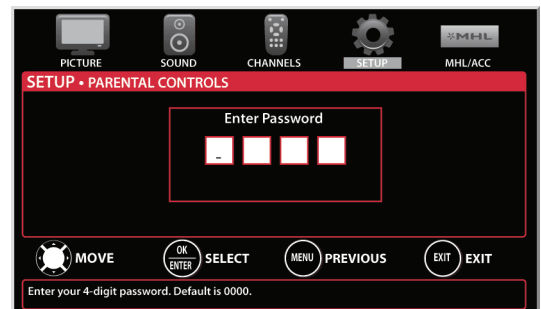 MHL
PICTURE SOUND CHANNELS SETUP MHL/ACC
SETUP • PARENTAL CONTROLS
Enter Password
_
MOVE OK ENTER SELECT MENU PREVIOUS EXIT EXIT
Enter your 4-digit password. Default is 0000.